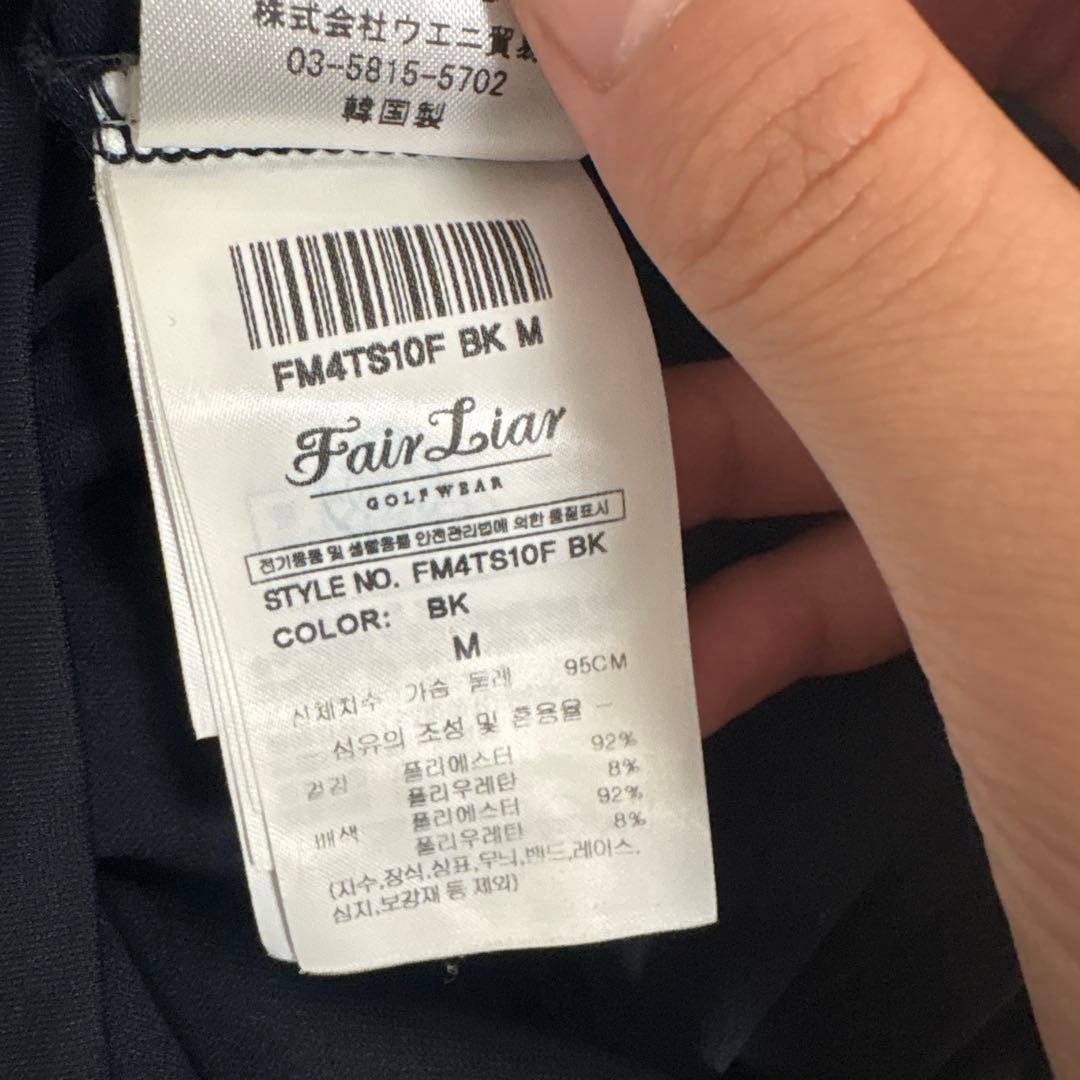 株式会社ウエニ貿易
03-5815-5702
韓国製
FM4TS10F BK M
Fair Liar
GOLF WEAR
전기용품 및 생활용품 안전관리법에 의한 품질표시
STYLE NO. FM4TS10F BK
COLOR: BK
M
신체치수 가슴 둘레 95CM
- 섬유의 조성 및 혼용율 -
겉감 폴리에스터 92%
폴리우레탄 8%
배색 폴리에스터 92%
폴리우레탄 8%
(자수,장식,상표,무늬,밴드,레이스,
심지,보강재 등 제외)